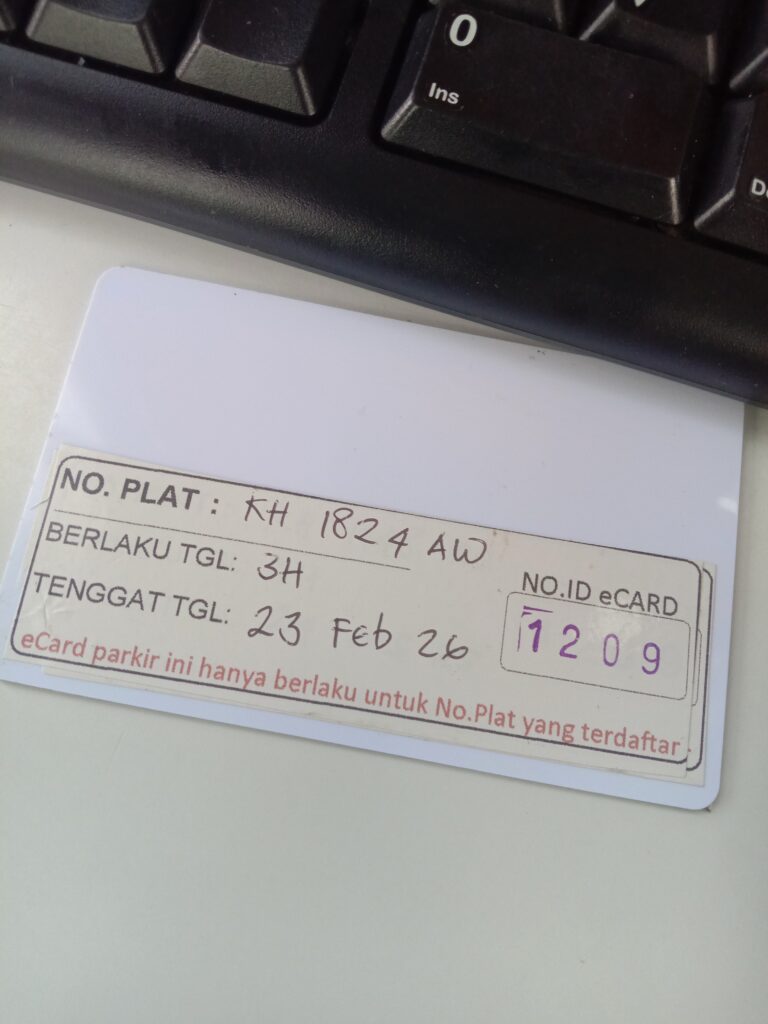 0
Ins
NO. PLAT : KH 1824 AW
BERLAKU TGL: 3H
TENGGAT TGL: 23 Feb 26
NO.ID eCARD
1209
eCard parkir ini hanya berlaku untuk No.Plat yang terdaftar